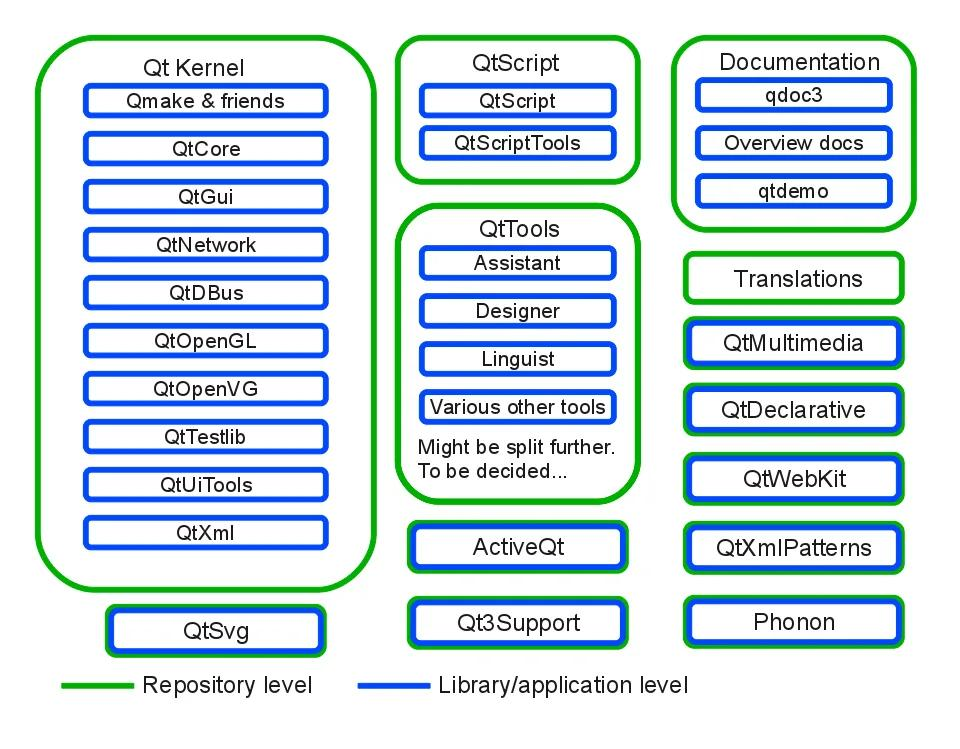 Qt Kernel
Qmake & friends
QtCore
QtGui
QtNetwork
QtDBus
QtOpenGL
QtOpenVG
QtTestlib
QtUiTools
QtXml
QtSvg
QtScript
QtScript
QtScriptTools
QtTools
Assistant
Designer
Linguist
Various other tools
Might be split further.
To be decided...
ActiveQt
Qt3Support
Documentation
qdoc3
Overview docs
qtdemo
Translations
QtMultimedia
QtDeclarative
QtWebKit
QtXmlPatterns
Phonon
Repository level
Library/application level